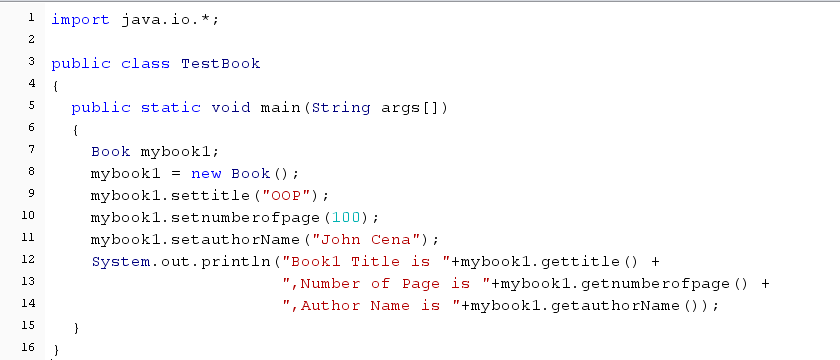 1 import java.io.*;
2
3 public class TestBook
4 {
5   public static void main(String args[])
6   {
7     Book mybook1;
8     mybook1 = new Book();
9     mybook1.settitle("OOP");
10     mybook1.setnumberofpage(100);
11     mybook1.setauthorName("John Cena");
12     System.out.println("Book1 Title is "+mybook1.gettitle() +
13                        ",Number of Page is "+mybook1.getnumberofpage() +
14                        ",Author Name is "+mybook1.getauthorName());
15   }
16 }